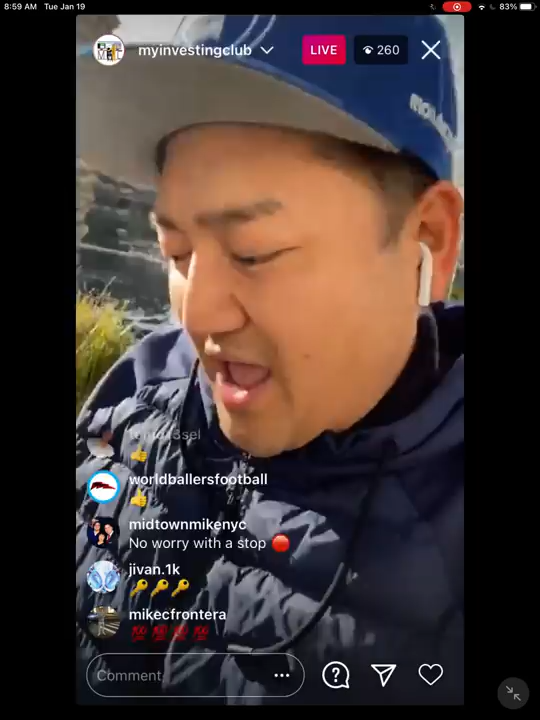 8:59 AM Tue Jan 19
83%
myinvestingclub
LIVE
260
worldballersfootball
👍
midtownmikenyc
No worry with a stop 🔴
jivan.1k
🔑🔑🔑
mikecfrontera
💯💯💯💯
Comment